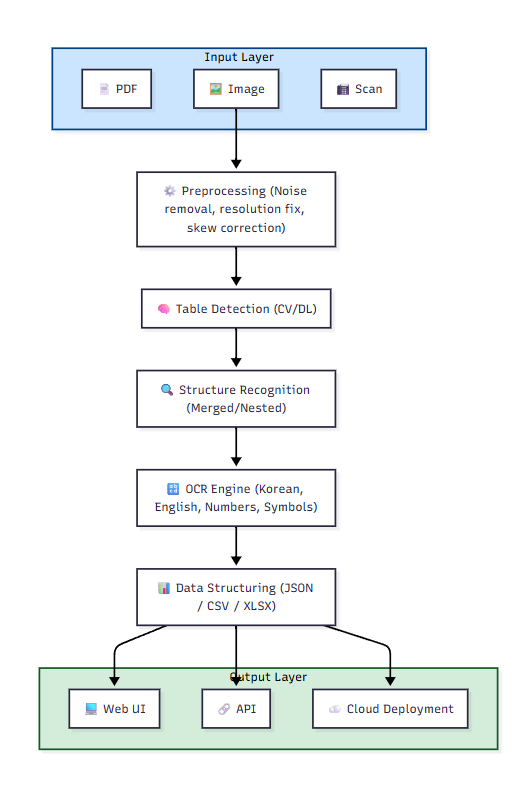 Input Layer
PDF
Image
Scan
Preprocessing (Noise
removal, resolution fix,
skew correction)
Table Detection (CV/DL)
Structure Recognition
(Merged/Nested)
OCR Engine (Korean,
English, Numbers, Symbols)
Data Structuring (JSON
/ CSV / XLSX)
Output Layer
Web UI
API
Cloud Deployment